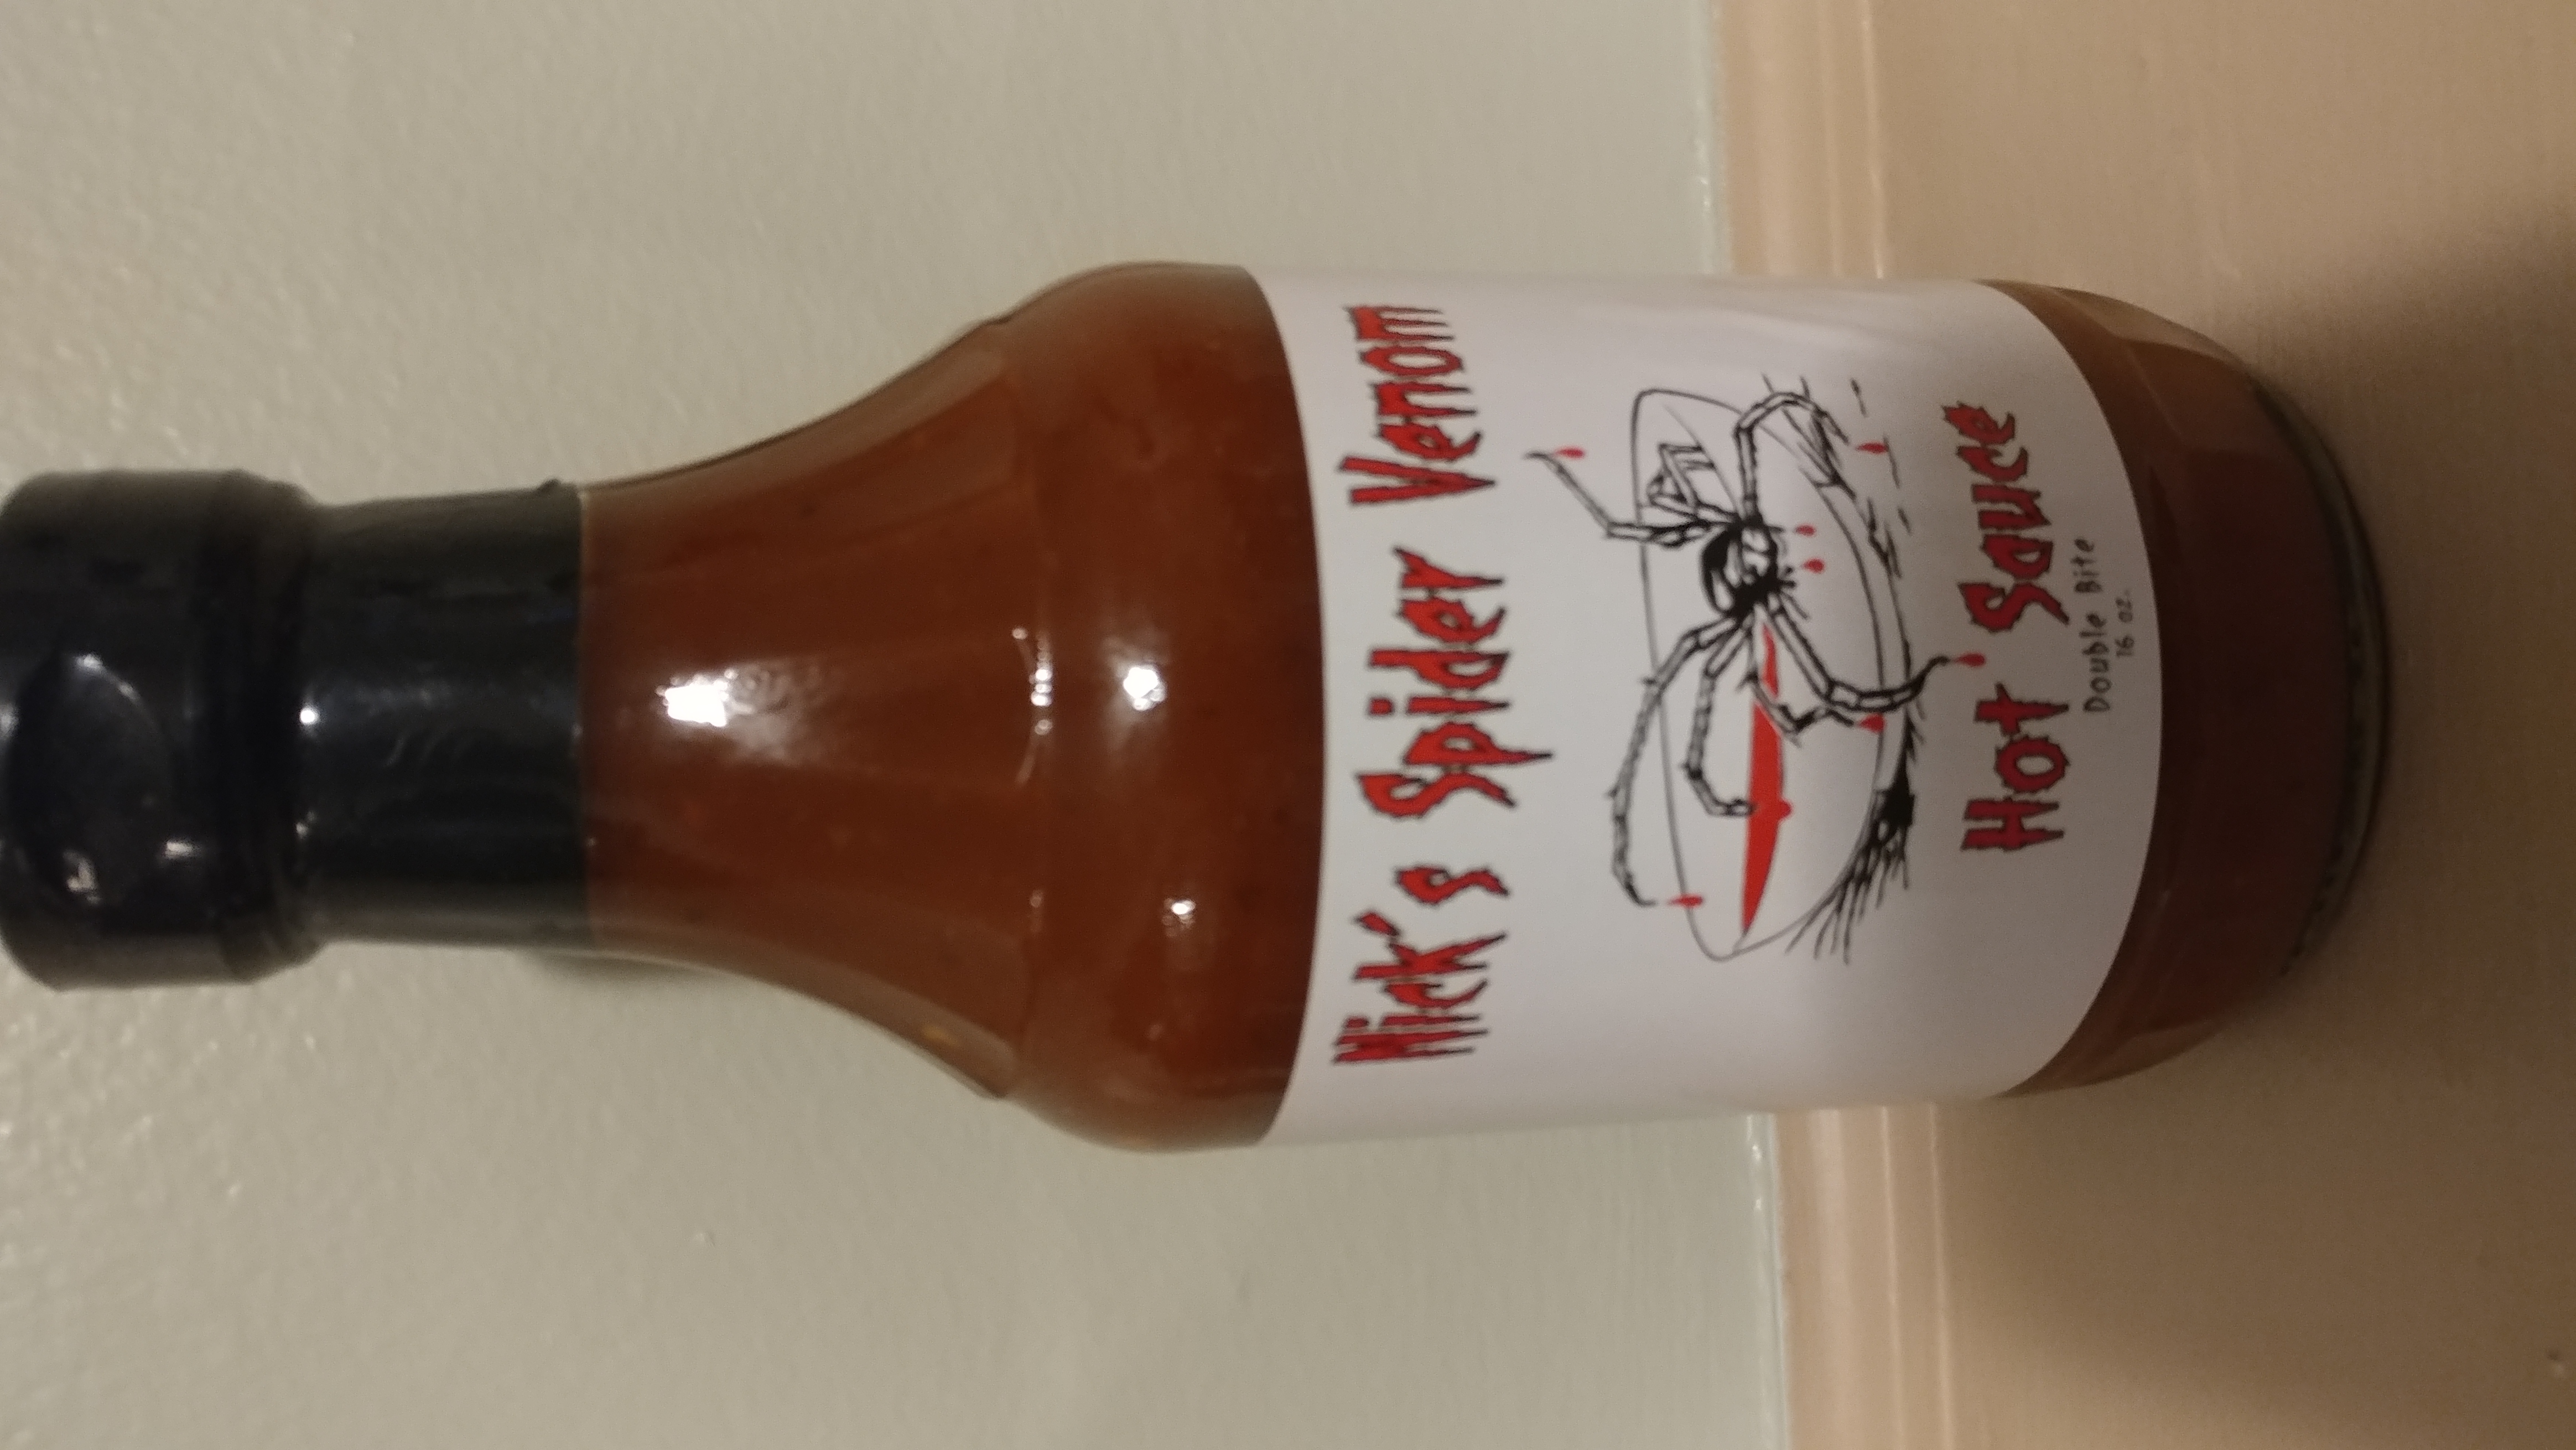 Nick's Spider Venom
Hot Sauce
Double Bite
16 oz.